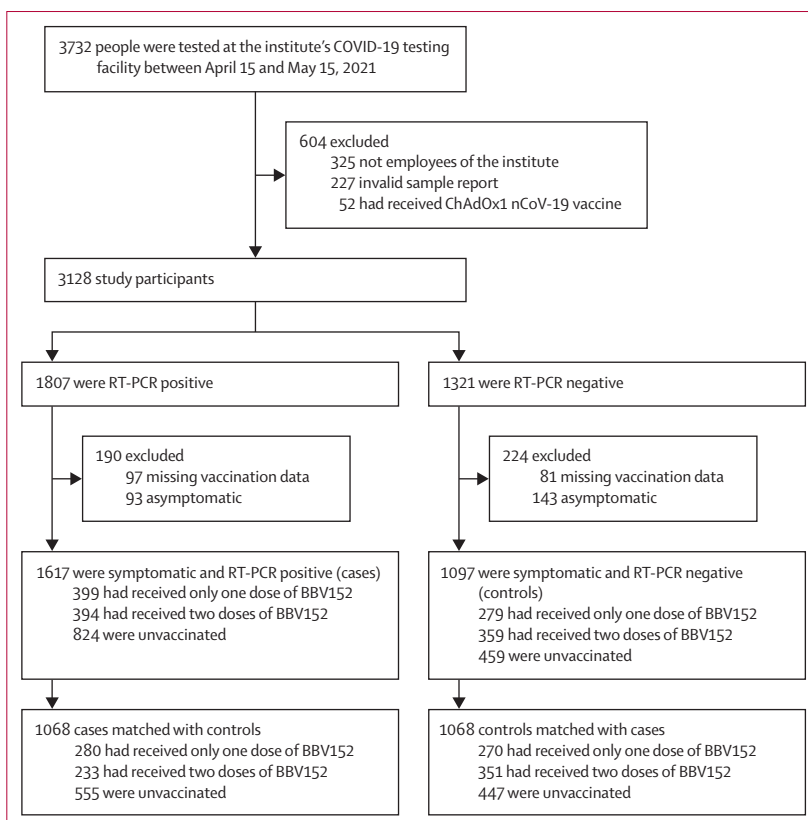 3732 people were tested at the institute's COVID-19 testing
facility between April 15 and May 15, 2021
604 excluded
325 not employees of the institute
227 invalid sample report
52 had received ChAdOx1 nCoV-19 vaccine
3128 study participants
1807 were RT-PCR positive
1321 were RT-PCR negative
190 excluded
97 missing vaccination data
93 asymptomatic
224 excluded
81 missing vaccination data
143 asymptomatic
1617 were symptomatic and RT-PCR positive (cases)
399 had received only one dose of BBV152
394 had received two doses of BBV152
824 were unvaccinated
1097 were symptomatic and RT-PCR negative
(controls)
279 had received only one dose of BBV152
359 had received two doses of BBV152
459 were unvaccinated
1068 cases matched with controls
280 had received only one dose of BBV152
233 had received two doses of BBV152
555 were unvaccinated
1068 controls matched with cases
270 had received only one dose of BBV152
351 had received two doses of BBV152
447 were unvaccinated